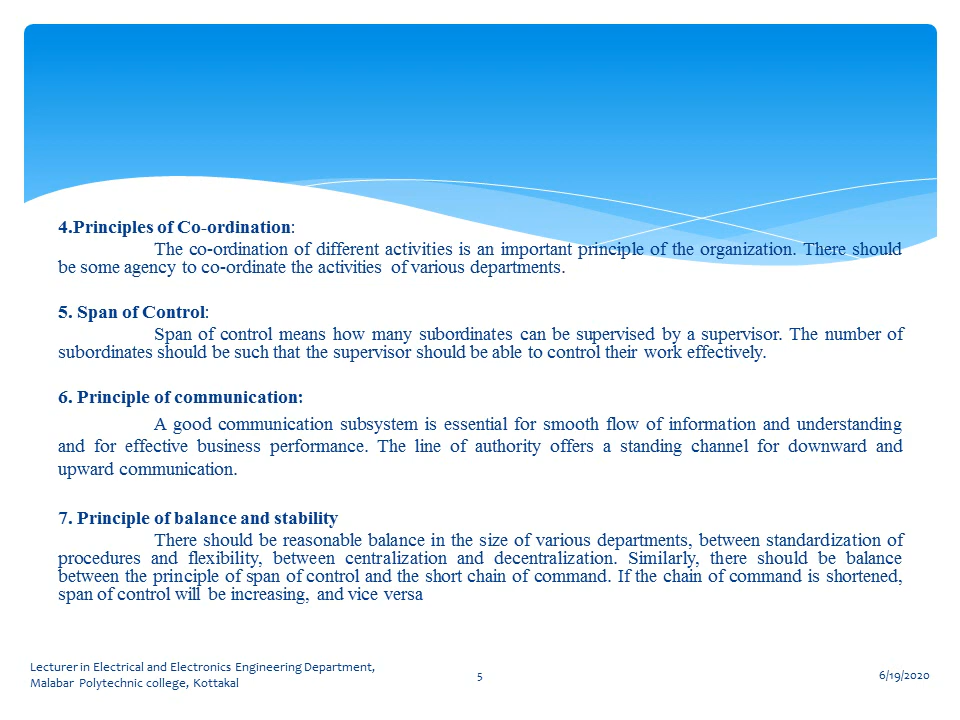 4.Principles of Co-ordination:
The co-ordination of different activities is an important principle of the organization. There should
be some agency to co-ordinate the activities of various departments.
5. Span of Control:
Span of control means how many subordinates can be supervised by a supervisor. The number of
subordinates should be such that the supervisor should be able to control their work effectively.
6. Principle of communication:
A good communication subsystem is essential for smooth flow of information and understanding
and for effective business performance. The line of authority offers a standing channel for downward and
upward communication.
7. Principle of balance and stability
There should be reasonable balance in the size of various departments, between standardization of
procedures and flexibility, between centralization and decentralization. Similarly, there should be balance
between the principle of span of control and the short chain of command. If the chain of command is shortened,
span of control will be increasing, and vice versa
Lecturer in Electrical and Electronics Engineering Department,
Malabar Polytechnic college, Kottakal
5
6/19/2020